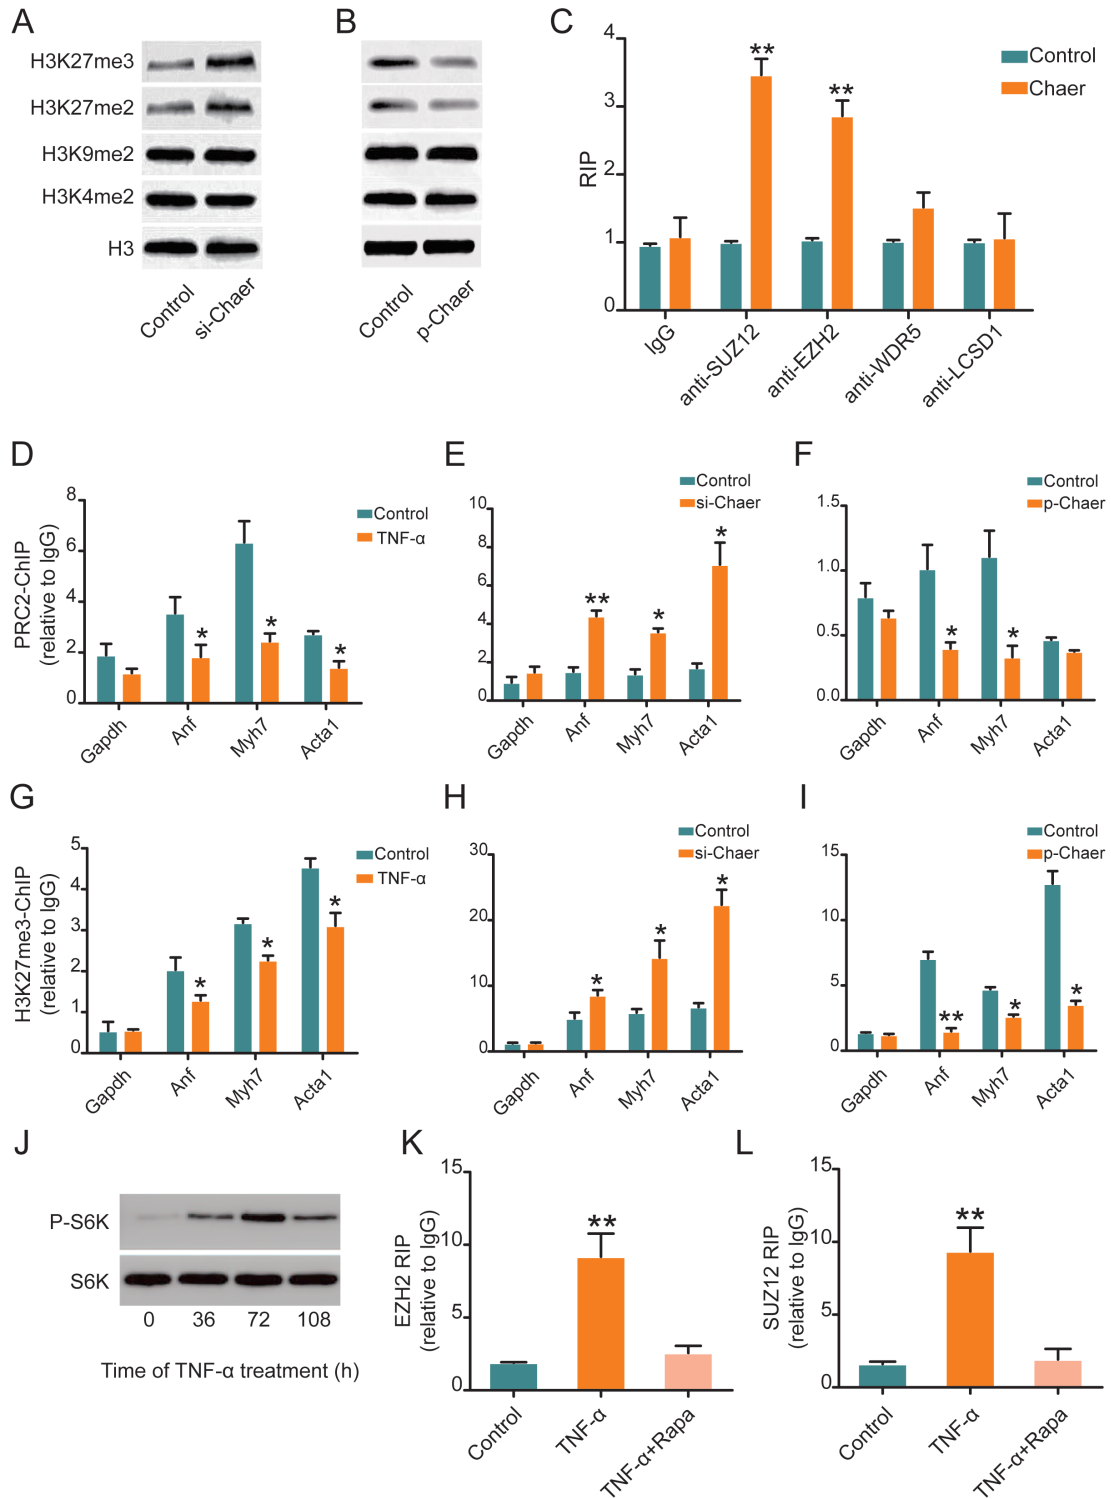 A
H3K27me3
H3K27me2
H3K9me2
H3K4me2
H3
Control
si-Chaer
B
Control
p-Chaer
C
RIP
4
3
2
1
0
Control
Chaer
**
**
IgG
anti-SUZ12
anti-EZH2
anti-WDR5
anti-LCSD1
D
PRC2-ChIP
(relative to IgG)
8
6
4
2
0
Control
TNF-α
*
*
*
Gapdh
Anf
Myh7
Acta1
E
10
8
6
4
2
0
Control
si-Chaer
**
*
*
Gapdh
Anf
Myh7
Acta1
F
1.5
1.0
0.5
0.0
Control
p-Chaer
*
*
Gapdh
Anf
Myh7
Acta1
G
H3K27me3-ChIP
(relative to IgG)
5
4
3
2
1
0
Control
TNF-α
*
*
*
Gapdh
Anf
Myh7
Acta1
H
30
20
10
0
Control
si-Chaer
*
*
*
Gapdh
Anf
Myh7
Acta1
I
15
10
5
0
Control
p-Chaer
**
*
*
Gapdh
Anf
Myh7
Acta1
J
P-S6K
S6K
0 36 72 108
Time of TNF-α treatment (h)
K
EZH2 RIP
(relative to IgG)
15
10
5
0
**
Control
TNF-α
TNF-α+Rapa
L
SUZ12 RIP
(relative to IgG)
15
10
5
0
**
Control
TNF-α
TNF-α+Rapa